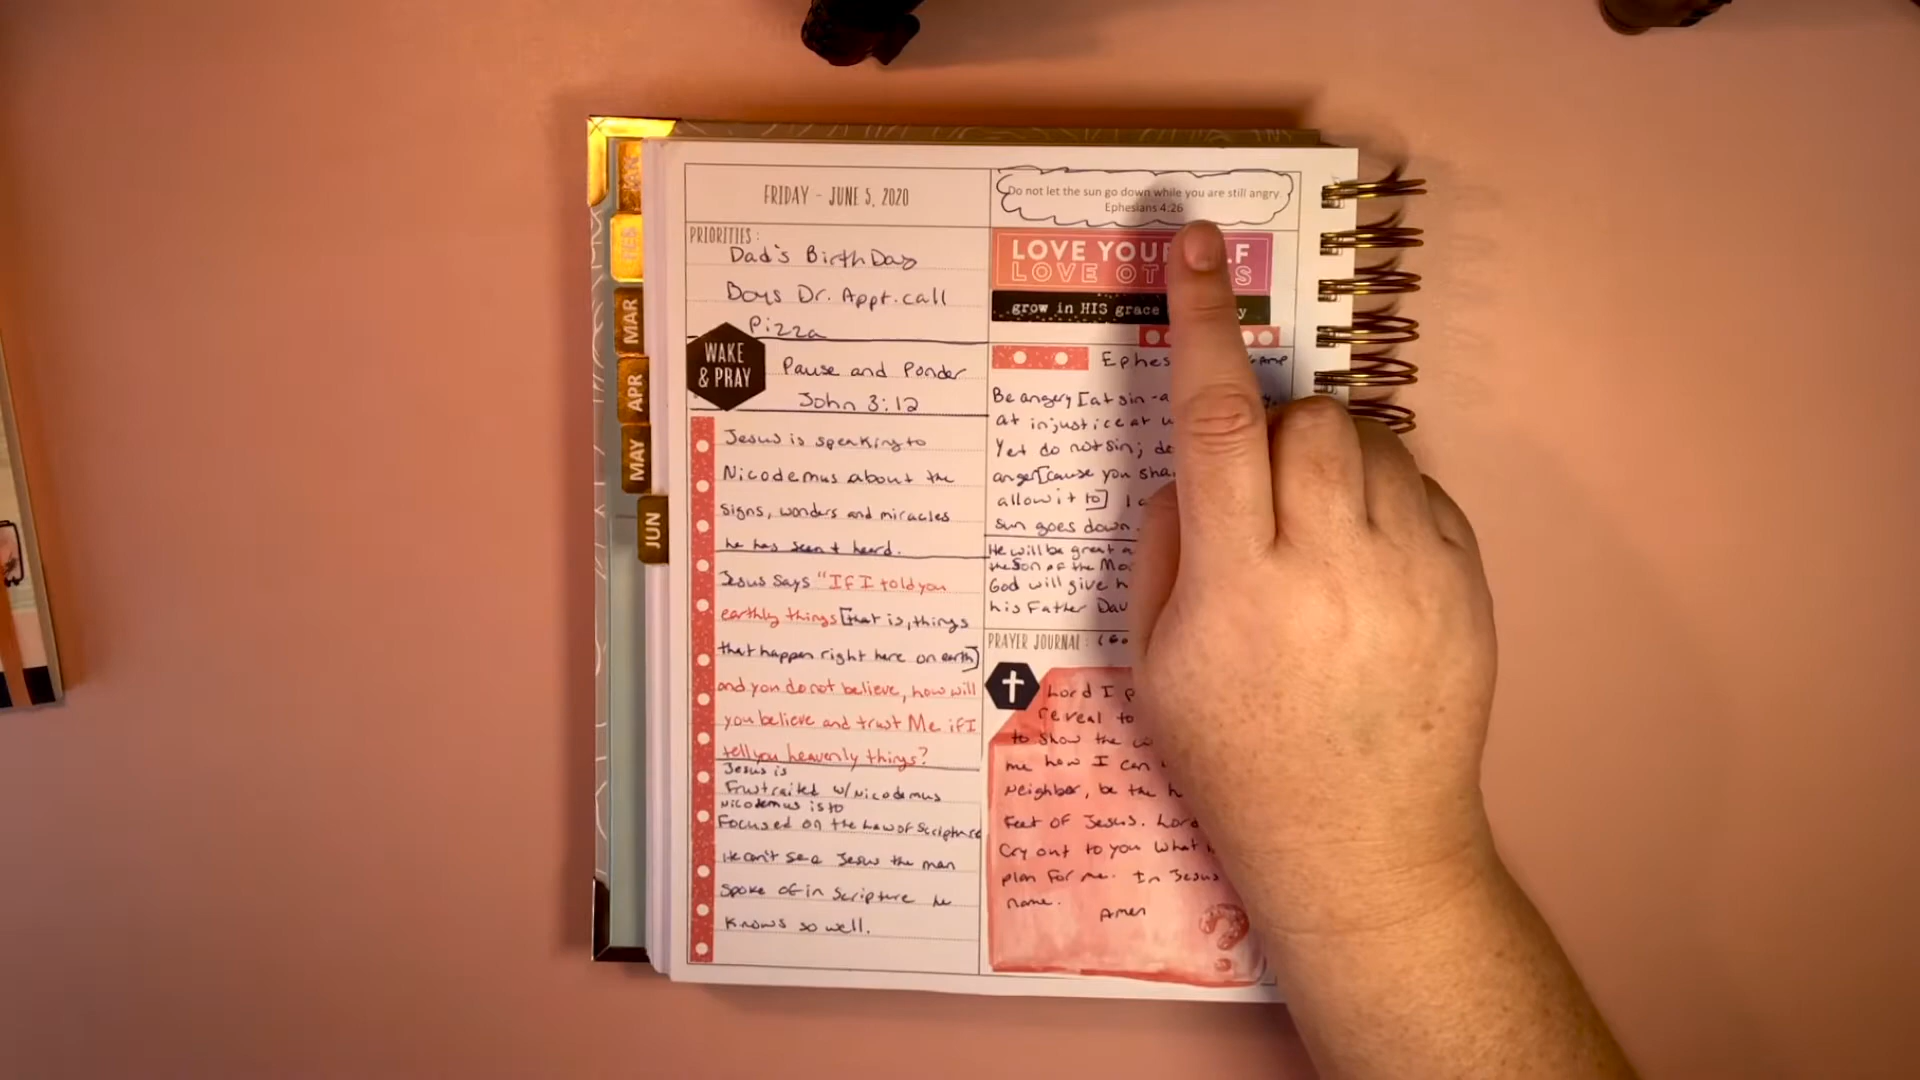 JAN
FEB
MAR
APR
MAY
JUN
FRIDAY - JUNE 5, 2020
PRIORITIES:
Dad's BirthDay
Boys Dr. Appt. call
Pizza
WAKE
& PRAY
Pause and Ponder
John 3:12
Jesus is speaking to
Nicodemus about the
signs, wonders and miracles
he has seen & heard.
Jesus says "If I told you
earthly things [that is, things
that happen right here on earth]
and you do not believe, how will
you believe and trust Me if I
tell you heavenly things?
Jesus is
Frustraited w/Nicodemus
Nicodemus is to
Focused on the Law of Scripture
He can't see Jesus the man
spoke of in Scripture he
knows so well.
Do not let the sun go down while you are still angry.
Ephesians 4:26
LOVE
LOVE
grow in HIS grace
Be angery [at sin - a
at injustice at
Yet do not sin; do
anger [cause you
allow it to]
sun goes down.
He will be great
the Son of the
God will give
his Father
PRAYER JOURNAL:
Lord I
reveal to
to show the
me how I can
Neighbor, be the
feet of Jesus. Lord
Cry out to you what
plan for me. In Jesus
name.
Amen
?